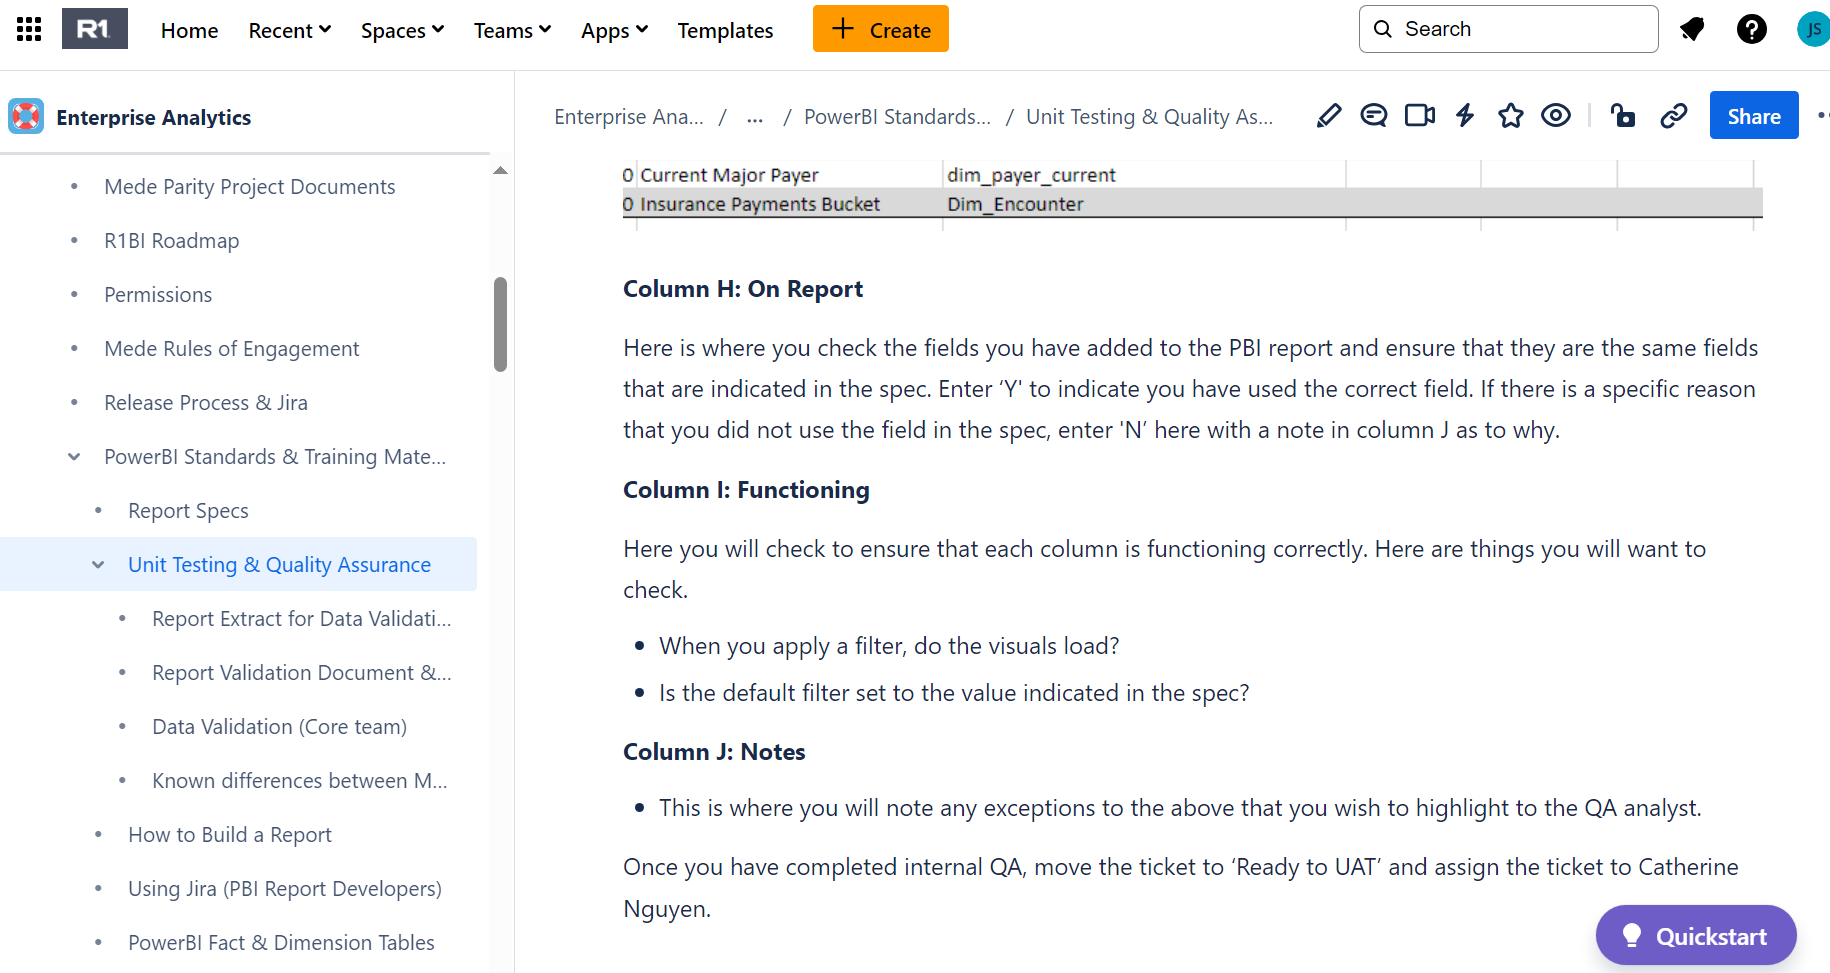 R1
Home
Recent
Spaces
Teams
Apps
Templates
+ Create
Search
JS
Enterprise Analytics
Mede Parity Project Documents
R1BI Roadmap
Permissions
Mede Rules of Engagement
Release Process & Jira
PowerBI Standards & Training Mate...
Report Specs
Unit Testing & Quality Assurance
Report Extract for Data Validati...
Report Validation Document &...
Data Validation (Core team)
Known differences between M...
How to Build a Report
Using Jira (PBI Report Developers)
PowerBI Fact & Dimension Tables
Enterprise Ana... / ... / PowerBI Standards... / Unit Testing & Quality As...
Share
0 Current Major Payer dim_payer_current
0 Insurance Payments Bucket Dim_Encounter
Column H: On Report
Here is where you check the fields you have added to the PBI report and ensure that they are the same fields
that are indicated in the spec. Enter ‘Y' to indicate you have used the correct field. If there is a specific reason
that you did not use the field in the spec, enter 'N’ here with a note in column J as to why.
Column I: Functioning
Here you will check to ensure that each column is functioning correctly. Here are things you will want to
check.
• When you apply a filter, do the visuals load?
• Is the default filter set to the value indicated in the spec?
Column J: Notes
• This is where you will note any exceptions to the above that you wish to highlight to the QA analyst.
Once you have completed internal QA, move the ticket to ‘Ready to UAT’ and assign the ticket to Catherine
Nguyen.
Quickstart